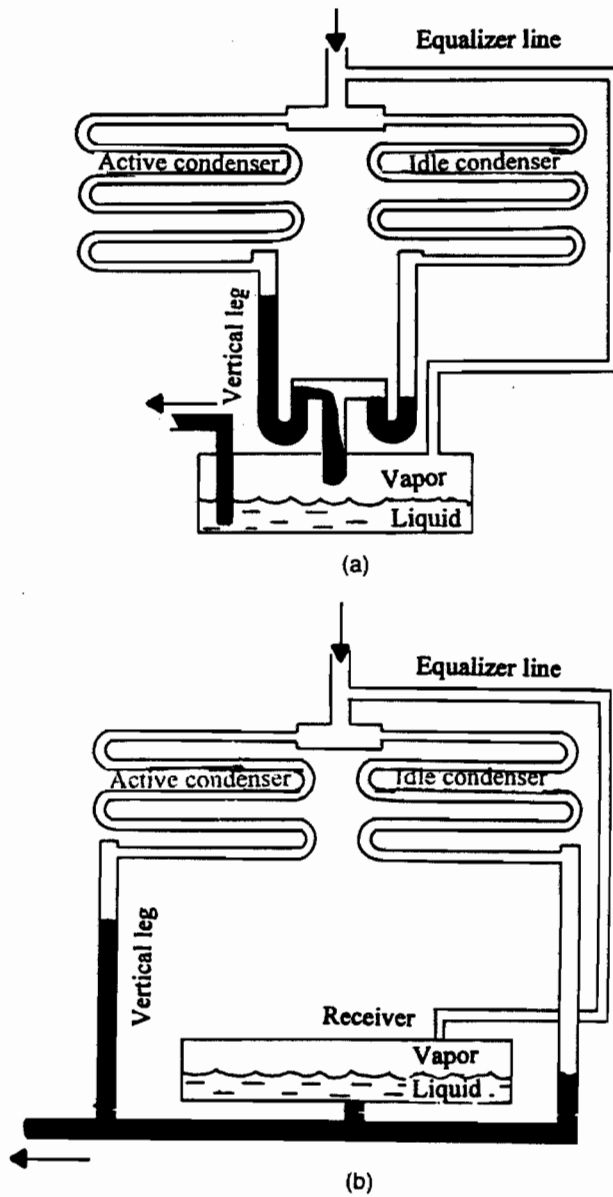 Equalizer line
Active condenser
Idle condenser
Vertical leg
Vapor
Liquid
(a)
Equalizer line
Active condenser
Idle condenser
Vertical leg
Receiver
Vapor
Liquid
(b)